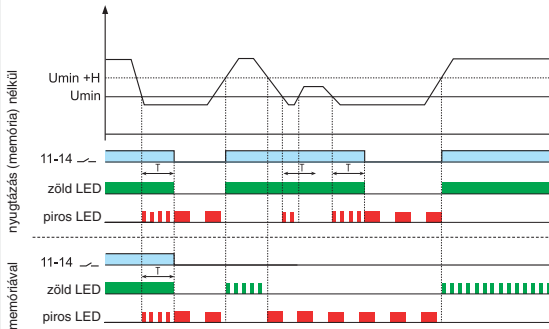 nyugtázás (memória) nélkül
Umin +H
Umin
11-14
T
T
T
zöld LED
piros LED
memóriával
11-14
T
zöld LED
piros LED